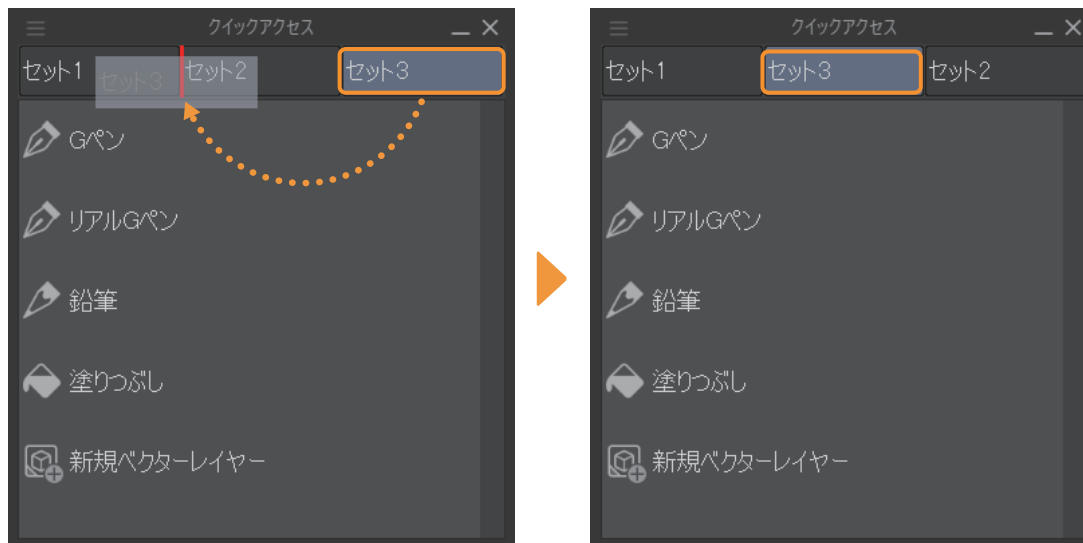 クイックアクセス
セット1 セット3 セット2 セット3
Gペン
リアルGペン
鉛筆
塗りつぶし
新規ベクターレイヤー
クイックアクセス
セット1 セット3 セット2
Gペン
リアルGペン
鉛筆
塗りつぶし
新規ベクターレイヤー